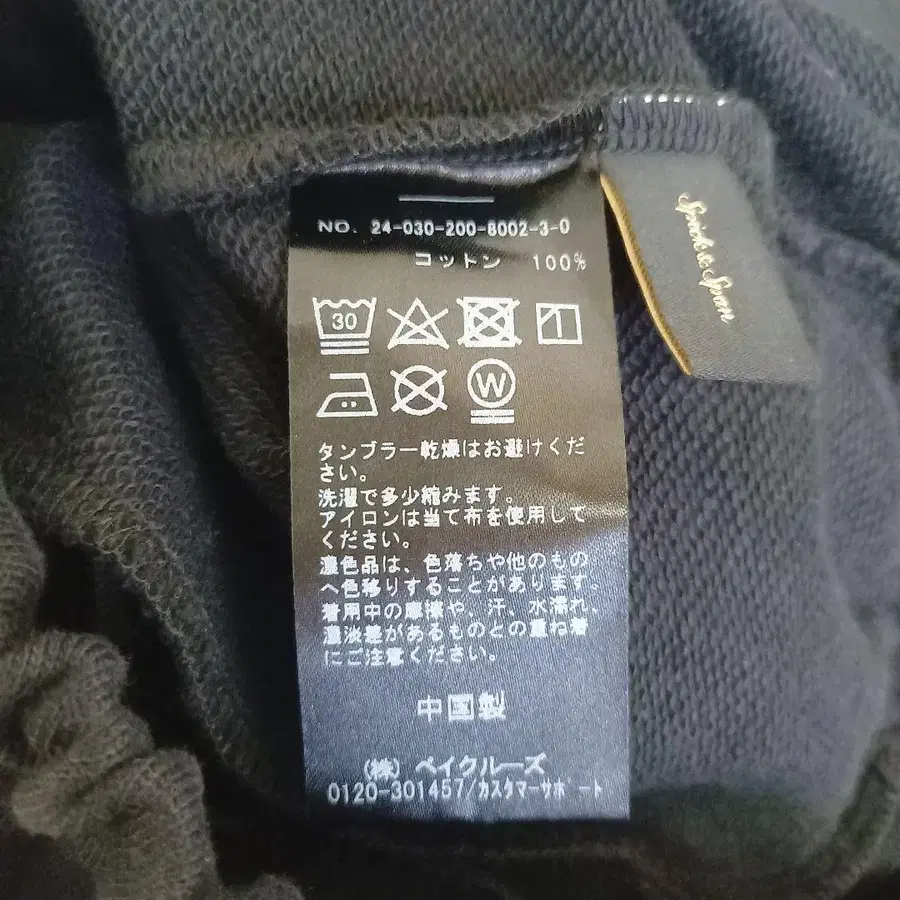 NO. 24-030-200-8002-3-0
コットン 100%
30
W
タンブラー乾燥はお避けくだ
さい。
洗濯で多少縮みます。
アイロンは当て布を使用して
ください。
濃色品は、色落ちや他のもの
へ色移りすることがあります。
着用中の摩擦や、汗、水濡れ、
濃淡差があるものとの重ね着
にご注意ください。
中国製
(株) ベイクルーズ
0120-301457/カスタマーサポート
Spick & Span